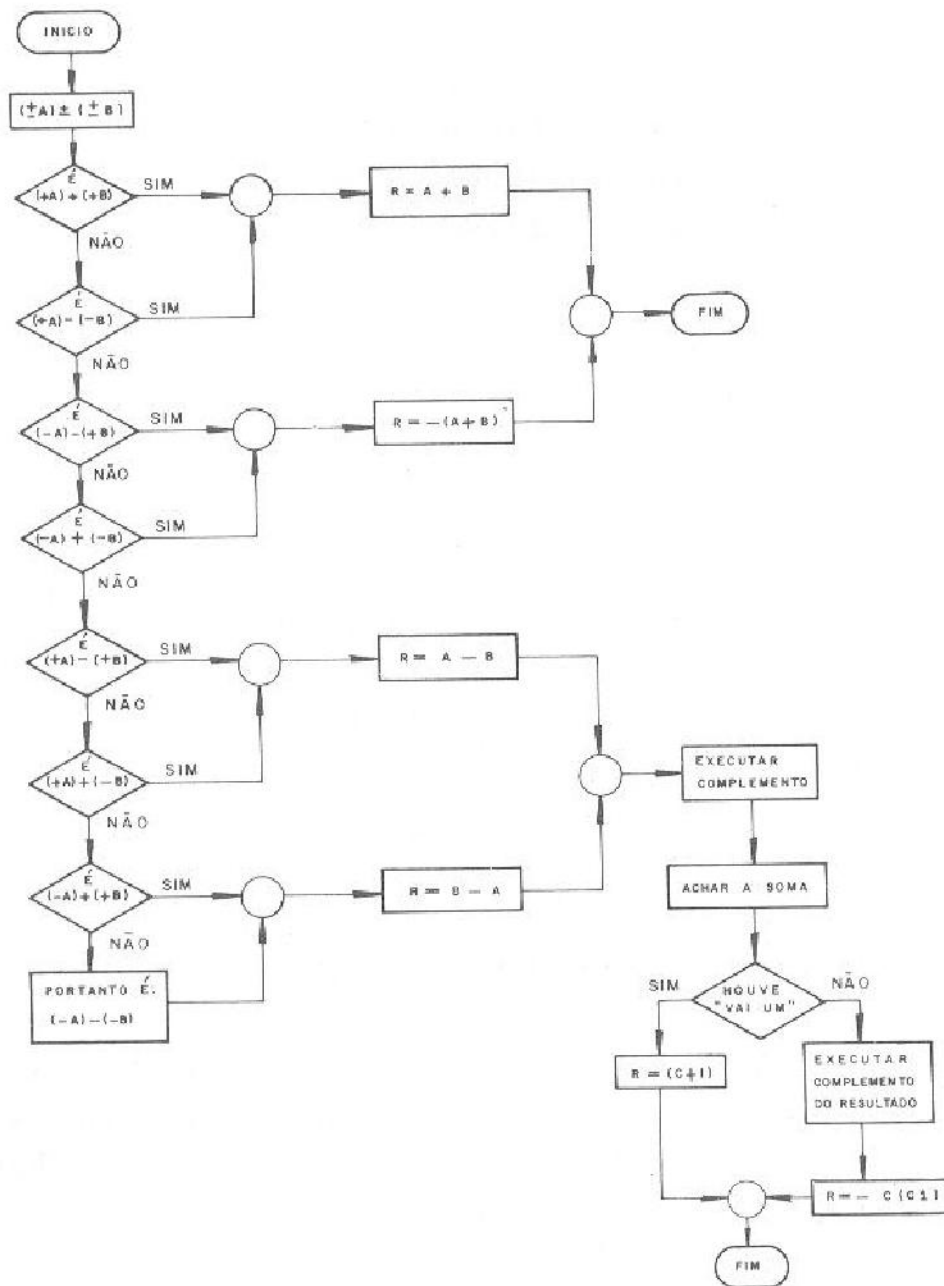 INICIO
(±A) ± (±B)
É
(+A) + (+B)
SIM
R = A + B
NÃO
É
(+A) - (-B)
SIM
FIM
NÃO
É
(-A) - (+B)
SIM
R = -(A+B)
NÃO
É
(-A) + (-B)
SIM
NÃO
É
(+A) - (+B)
SIM
R = A - B
NÃO
É
(+A) + (-B)
SIM
EXECUTAR
COMPLEMENTO
NÃO
É
(-A) + (+B)
SIM
R = B - A
ACHAR A SOMA
NÃO
PORTANTO É.
(-A) - (-B)
HOUVE
"VAI UM"
SIM
NÃO
R = (C+1)
EXECUTAR
COMPLEMENTO
DO RESULTADO
R = - C (C1)
FIM